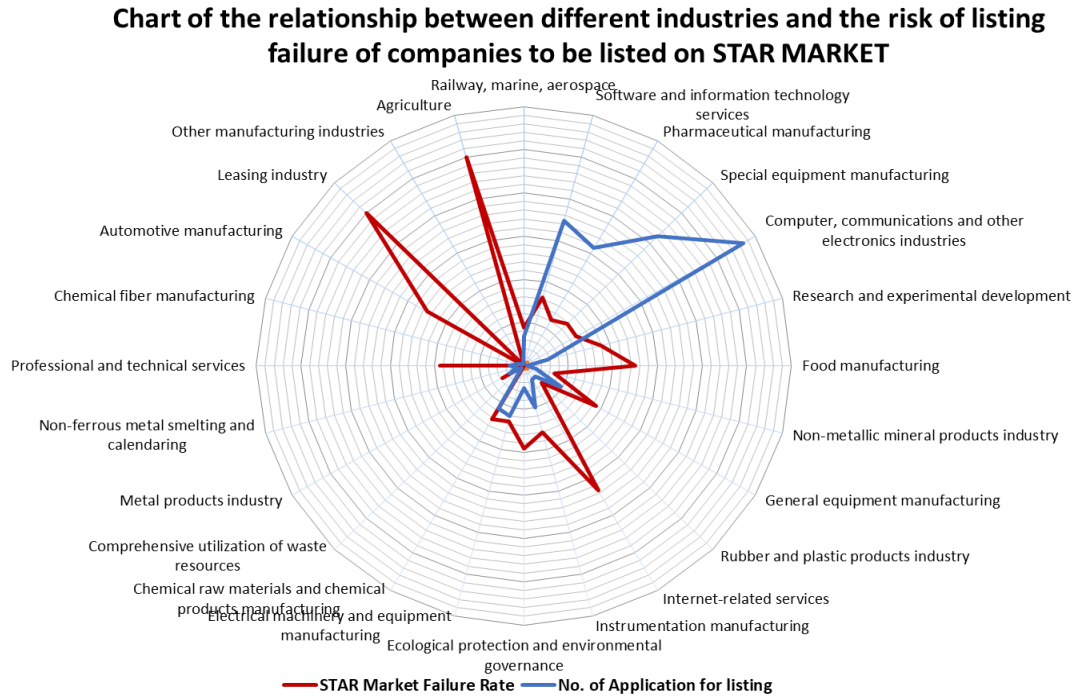 Chart of the relationship between different industries and the risk of listing
failure of companies to be listed on STAR MARKET
Railway, marine, aerospace
Software and information technology
services
Pharmaceutical manufacturing
Special equipment manufacturing
Computer, communications and other
electronics industries
Research and experimental development
Food manufacturing
Non-metallic mineral products industry
General equipment manufacturing
Rubber and plastic products industry
Internet-related services
Instrumentation manufacturing
Ecological protection and environmental
governance
Electrical machinery and equipment
manufacturing
Chemical raw materials and chemical
products manufacturing
Comprehensive utilization of waste
resources
Metal products industry
Non-ferrous metal smelting and
calendaring
Professional and technical services
Chemical fiber manufacturing
Automotive manufacturing
Leasing industry
Other manufacturing industries
Agriculture
STAR Market Failure Rate
No. of Application for listing